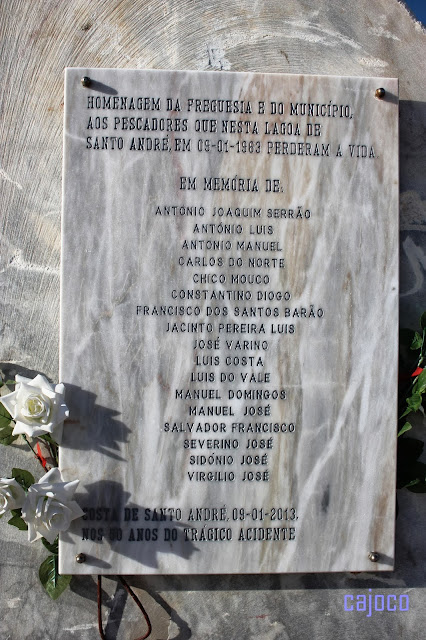 HOMENAGEM DA FREGUESIA E DO MUNICÍPIO,
AOS PESCADORES QUE NESTA LAGOA DE
SANTO ANDRÉ, EM 09-01-1963 PERDERAM A VIDA
EM MEMÓRIA DE:
ANTÓNIO JOAQUIM SERRÃO
ANTÓNIO LUIS
ANTONIO MANUEL
CARLOS DO NORTE
CHICO MOUCO
CONSTANTINO DIOGO
FRANCISCO DOS SANTOS BARÃO
JACINTO PEREIRA LUIS
JOSÉ VARINO
LUIS COSTA
LUIS DO VALE
MANUEL DOMINGOS
MANUEL JOSÉ
SALVADOR FRANCISCO
SEVERINO JOSÉ
SIDÓNIO JOSÉ
VIRGILIO JOSÉ
COSTA DE SANTO ANDRÉ, 09-01-2013,
NOS 50 ANOS DO TRÁGICO ACIDENTE
cajoco